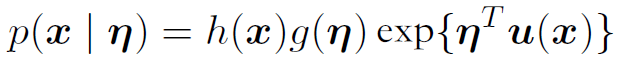 p(x | η) = h(x)g(η) exp{η^T u(x)}